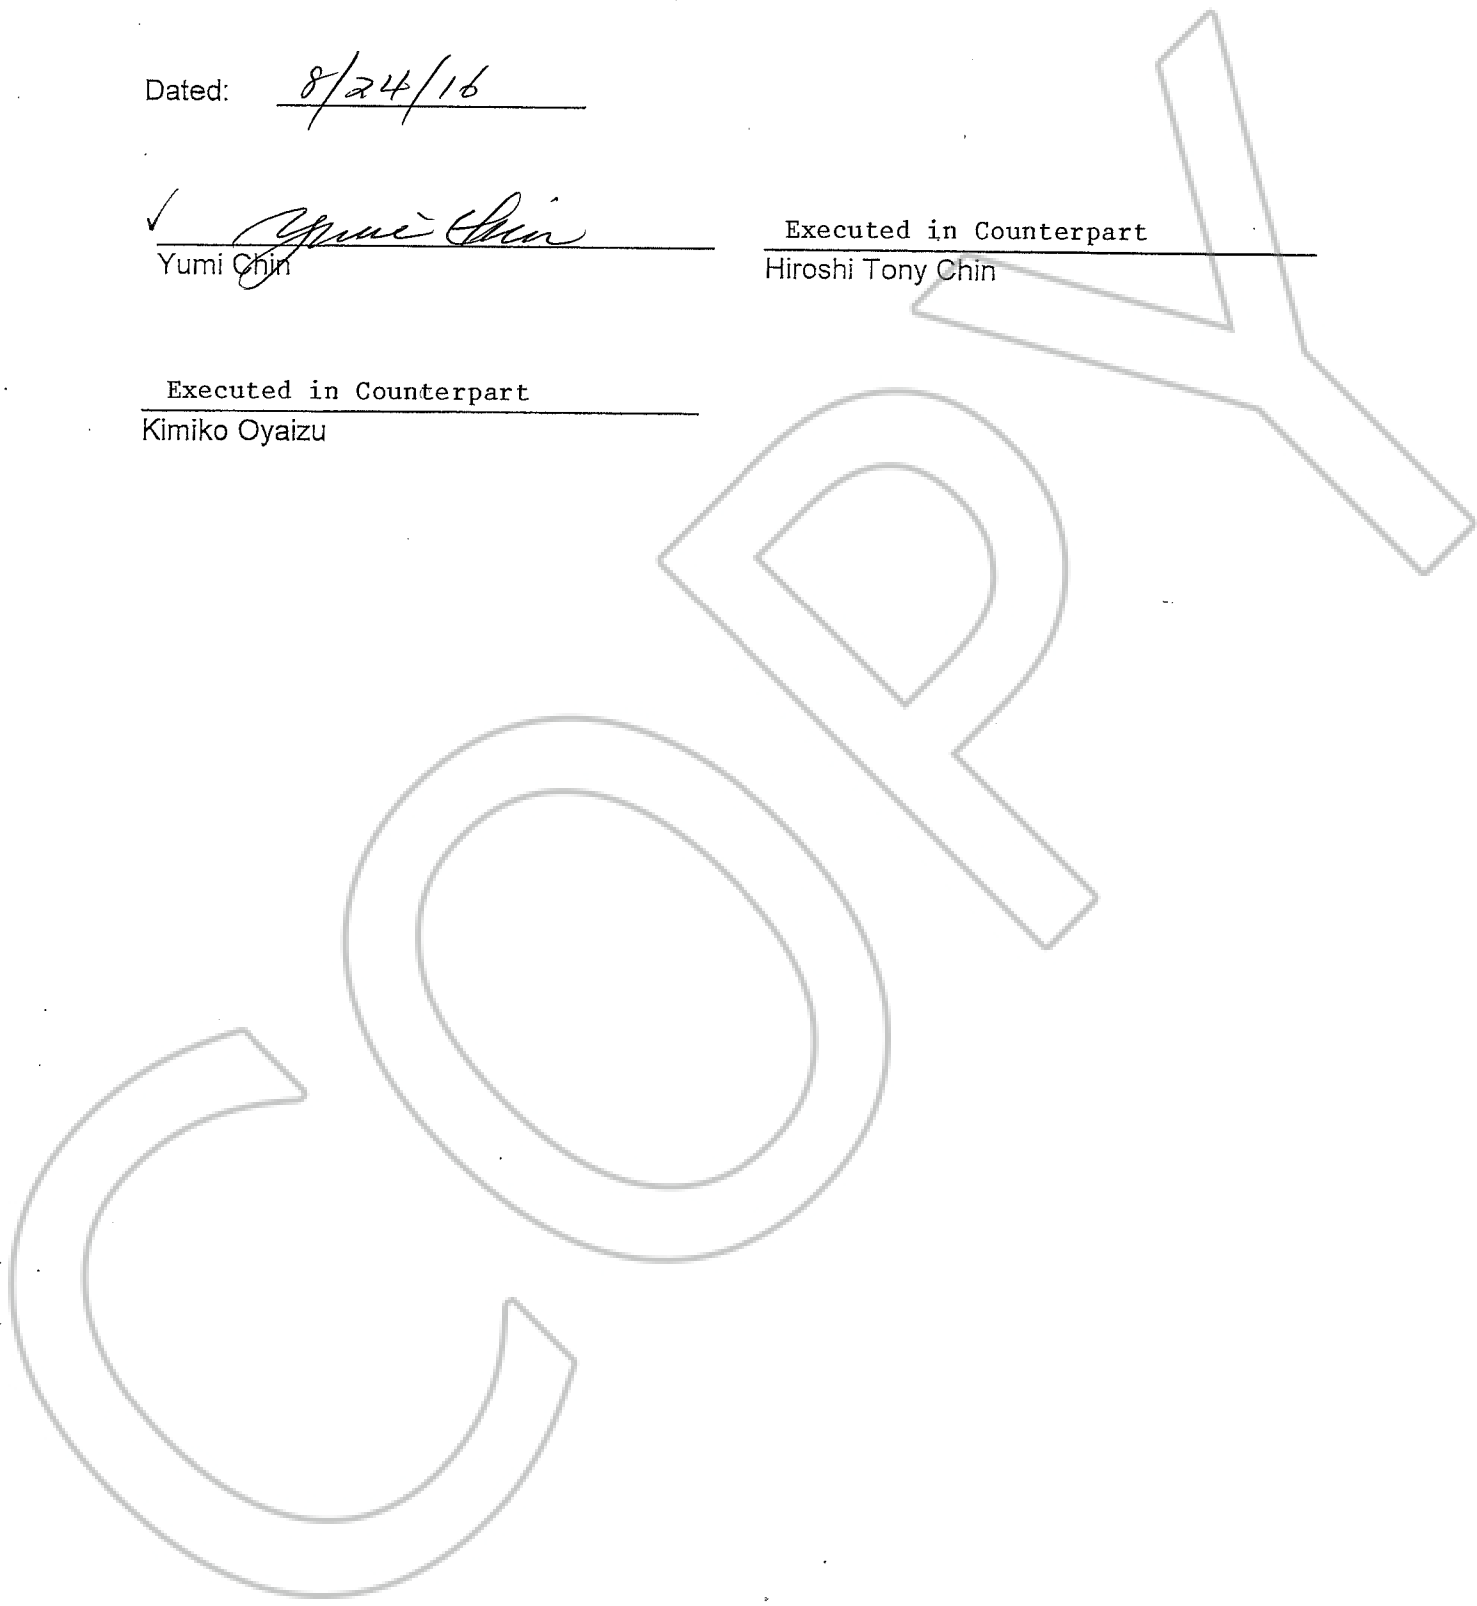 Dated: 8/24/16
✓ Yumi Chin
Yumi Chin
Executed in Counterpart
Hiroshi Tony Chin
Executed in Counterpart
Kimiko Oyaizu
COPY